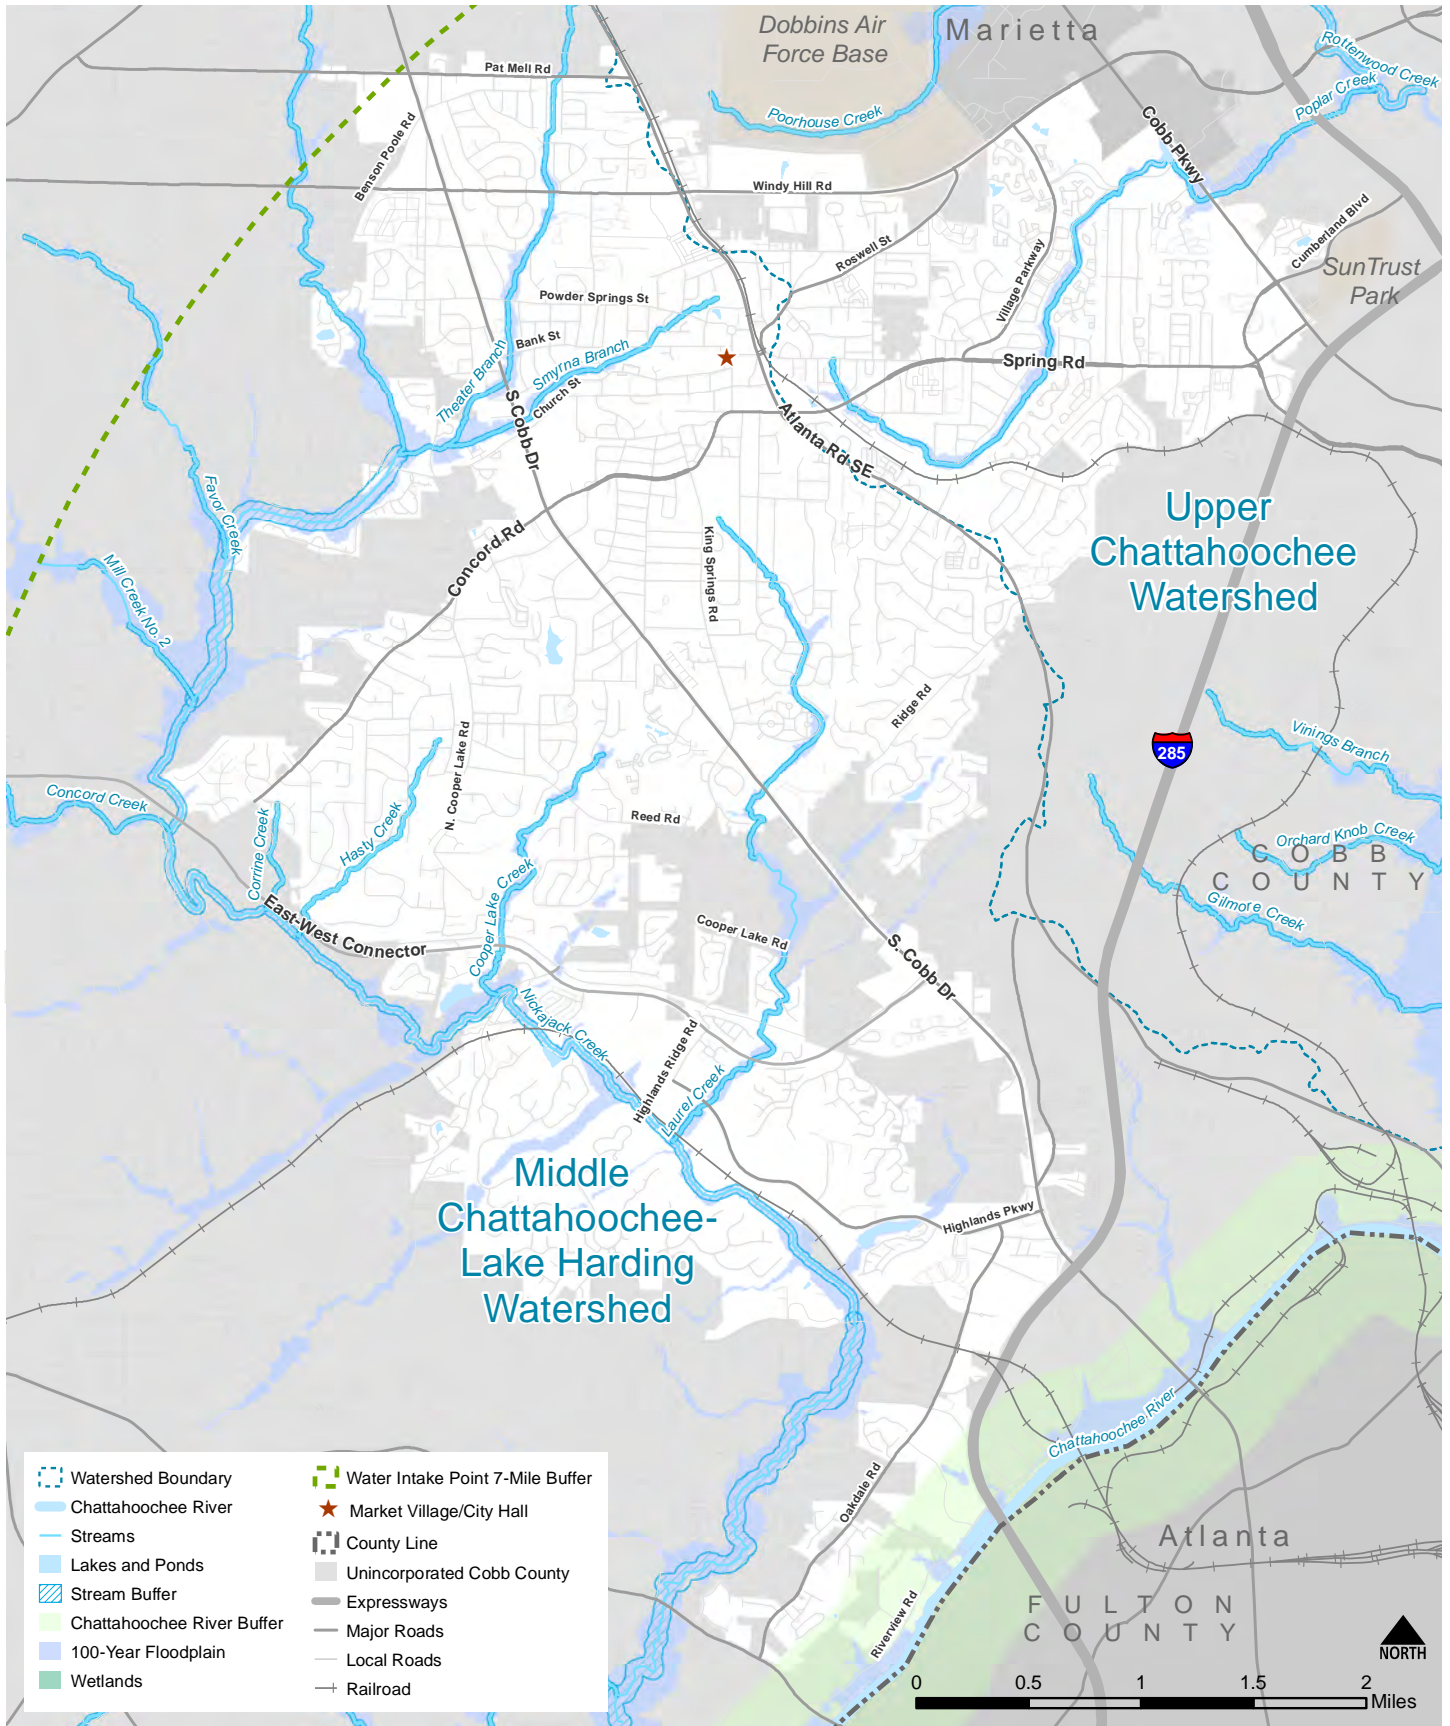 Dobbins Air
Force Base
Marietta
Rottenwood Creek
Poplar Creek
Pat Mell Rd
Poorhouse Creek
Cobb Pkwy
Benson Poole Rd
Windy Hill Rd
Cumberland Blvd
Roswell St
Village Parkway
SunTrust
Park
Powder Springs St
Bank St
Smyrna Branch
Theater Branch
Church St
Spring Rd
S Cobb Dr
Atlanta Rd SE
Favor Creek
Concord Rd
King Springs Rd
Upper
Chattahoochee
Watershed
Mill Creek No. 2
Ridge Rd
285
Vinings Branch
N. Cooper Lake Rd
Concord Creek
Corrine Creek
Hasty Creek
Reed Rd
Orchard Knob Creek
COBB
COUNTY
Gilmore Creek
Cooper Lake Creek
East-West Connector
Cooper Lake Rd
S. Cobb Dr
Nickajack Creek
Highlands Ridge Rd
Laurel Creek
Middle
Chattahoochee-
Lake Harding
Watershed
Highlands Pkwy
Chattahoochee River
Oakdale Rd
Riverview Rd
Atlanta
FULTON
COUNTY
NORTH
0 0.5 1 1.5 2
Miles
Watershed Boundary
Chattahoochee River
Streams
Lakes and Ponds
Stream Buffer
Chattahoochee River Buffer
100-Year Floodplain
Wetlands
Water Intake Point 7-Mile Buffer
Market Village/City Hall
County Line
Unincorporated Cobb County
Expressways
Major Roads
Local Roads
Railroad